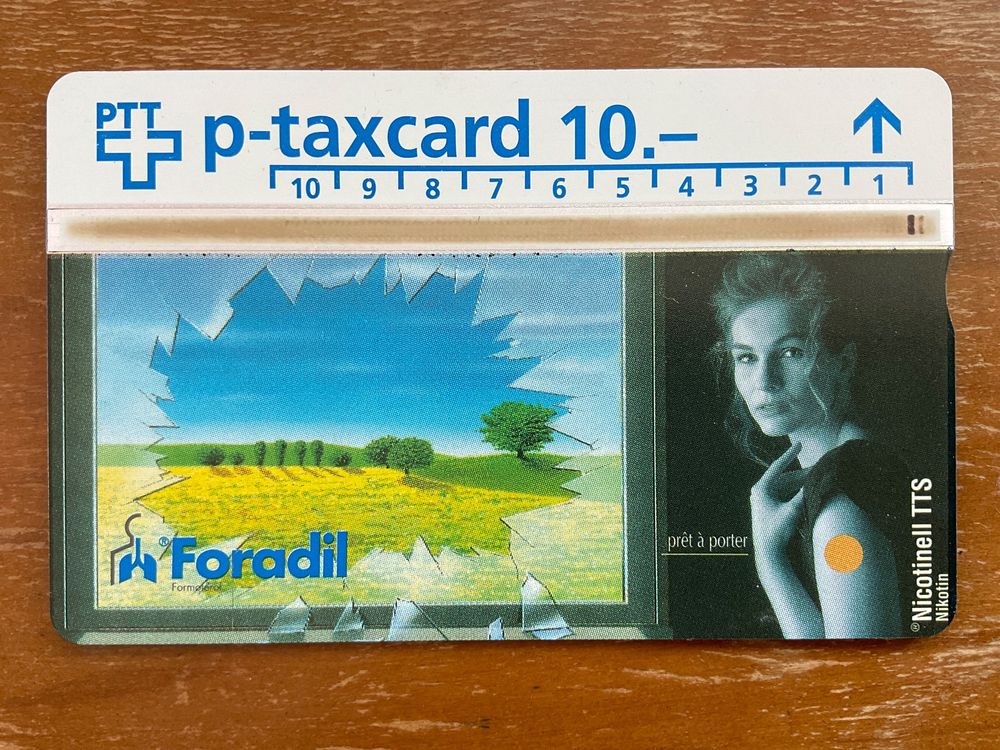 PTT
p-taxcard 10.–
10 9 8 7 6 5 4 3 2 1
®Foradil
Formoterol
prêt à porter
®Nicotinell TTS
Nikotin